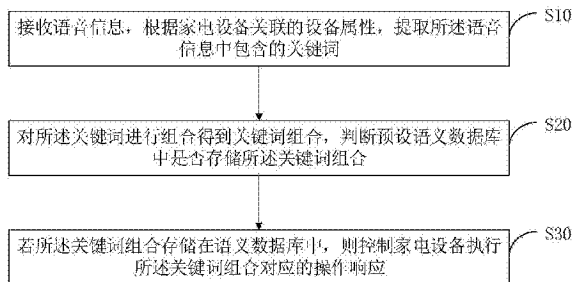 接收语音信息，根据家电设备关联的设备属性，提取所述语音
信息中包含的关键词
S10
对所述关键词进行组合得到关键词组合，判断预设语义数据库
中是否存储所述关键词组合
S20
若所述关键词组合存储在语义数据库中，则控制家电设备执行
所述关键词组合对应的操作响应
S30